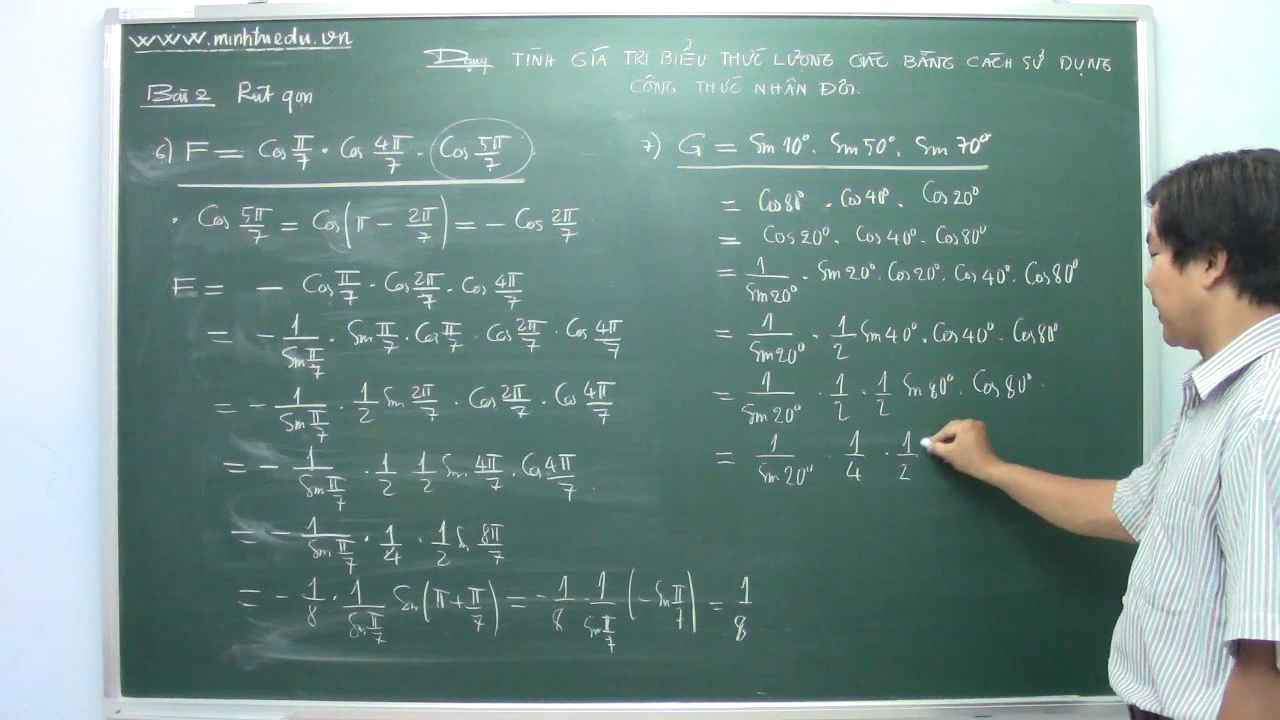 www.minhtuedu.vn
Dạng TÍNH GIÁ TRỊ BIỂU THỨC LƯỢNG GIÁC BẰNG CÁCH SỬ DỤNG
CÔNG THỨC NHÂN ĐÔI.
Bài 2 Rút gọn
6) F = Cos π/7 · Cos 4π/7 · Cos 5π/7
· Cos 5π/7 = Cos(π − 2π/7) = − Cos 2π/7
F = − Cos π/7 · Cos 2π/7 · Cos 4π/7
= − 1/(Sin π/7) · Sin π/7 · Cos π/7 · Cos 2π/7 · Cos 4π/7
= − 1/(Sin π/7) · 1/2 Sin 2π/7 · Cos 2π/7 · Cos 4π/7
= − 1/(Sin π/7) · 1/2 1/2 Sin 4π/7 · Cos 4π/7
= − 1/(Sin π/7) · 1/4 · 1/2 Sin 8π/7
= − 1/8 · 1/(Sin π/7) Sin(π + π/7) = − 1/8 · 1/(Sin π/7) (− Sin π/7) = 1/8
7) G = Sin 10° · Sin 50° · Sin 70°
= Cos 80° · Cos 40° · Cos 20°
= Cos 20° · Cos 40° · Cos 80°
= 1/(Sin 20°) · Sin 20° · Cos 20° · Cos 40° · Cos 80°
= 1/(Sin 20°) · 1/2 Sin 40° · Cos 40° · Cos 80°
= 1/(Sin 20°) · 1/2 · 1/2 Sin 80° · Cos 80°
= 1/(Sin 20°) · 1/4 · 1/2